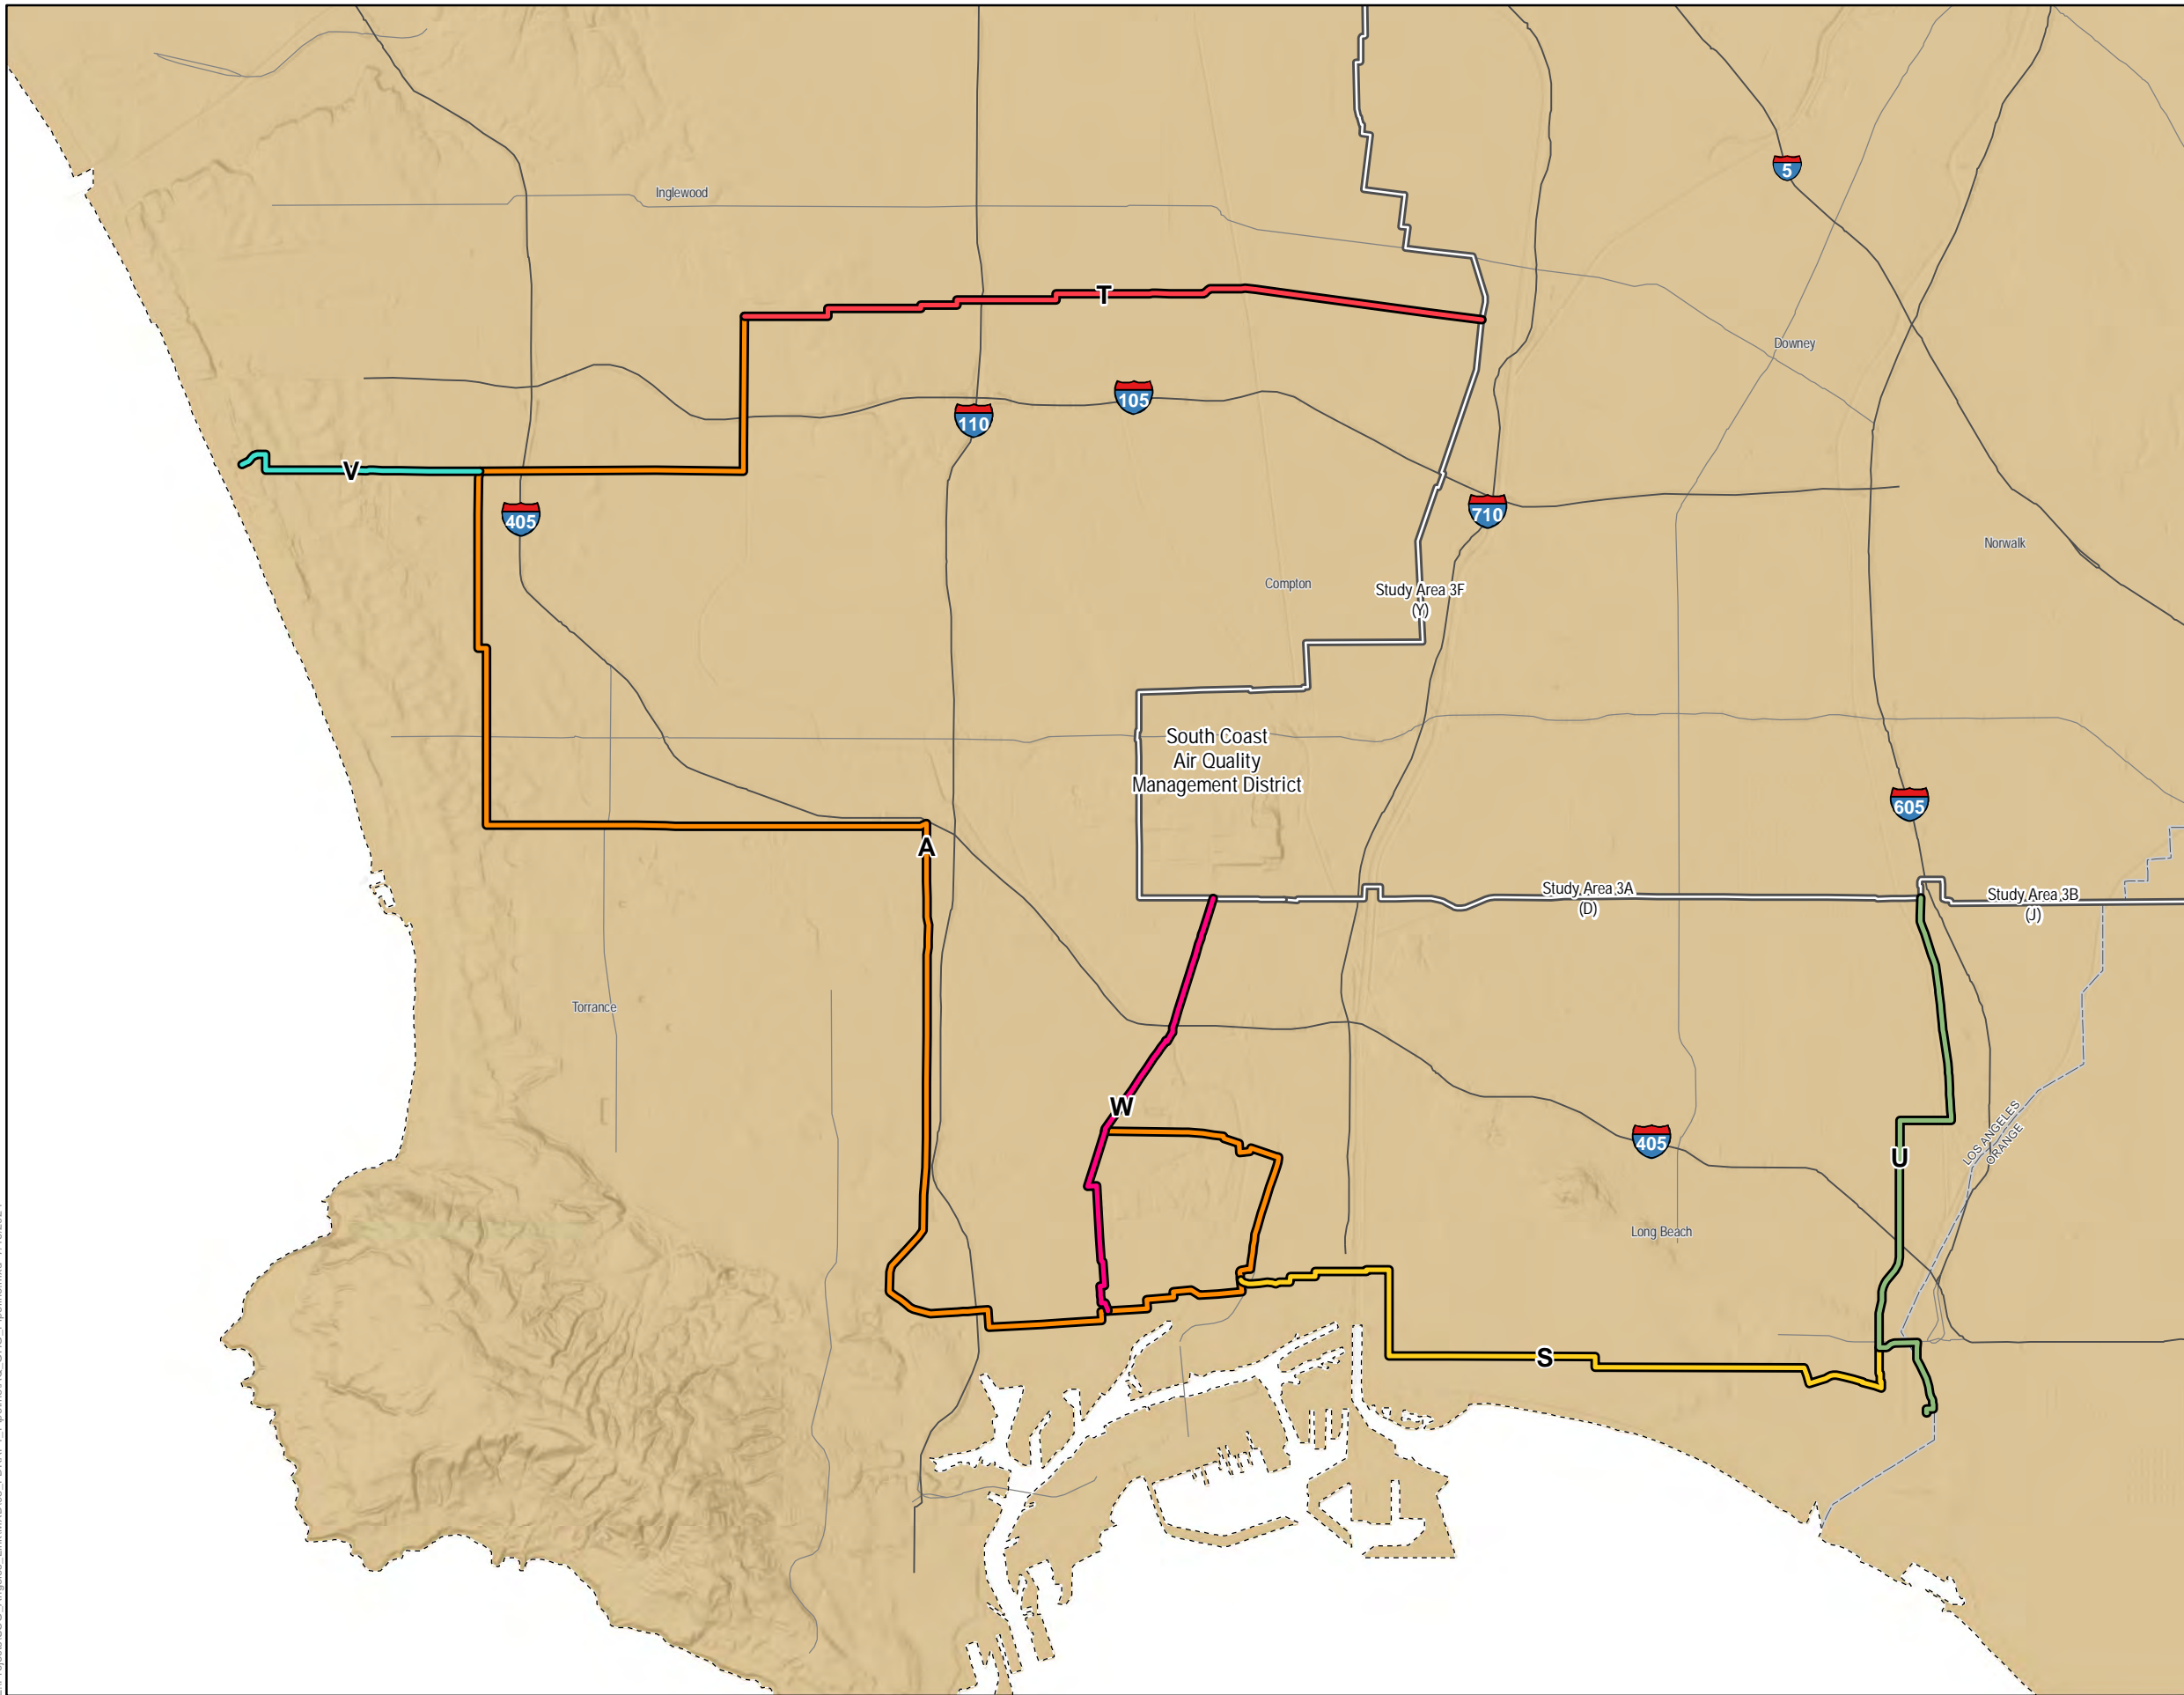 5
Inglewood
T
Downey
105
110
V
405
710
Norwalk
Compton
Study Area 3F
(Y)
South Coast
Air Quality
Management District
605
A
Study Area 3A
(D)
Study Area 3B
(J)
Torrance
W
LOS ANGELES
ORANGE
405
U
Long Beach
S